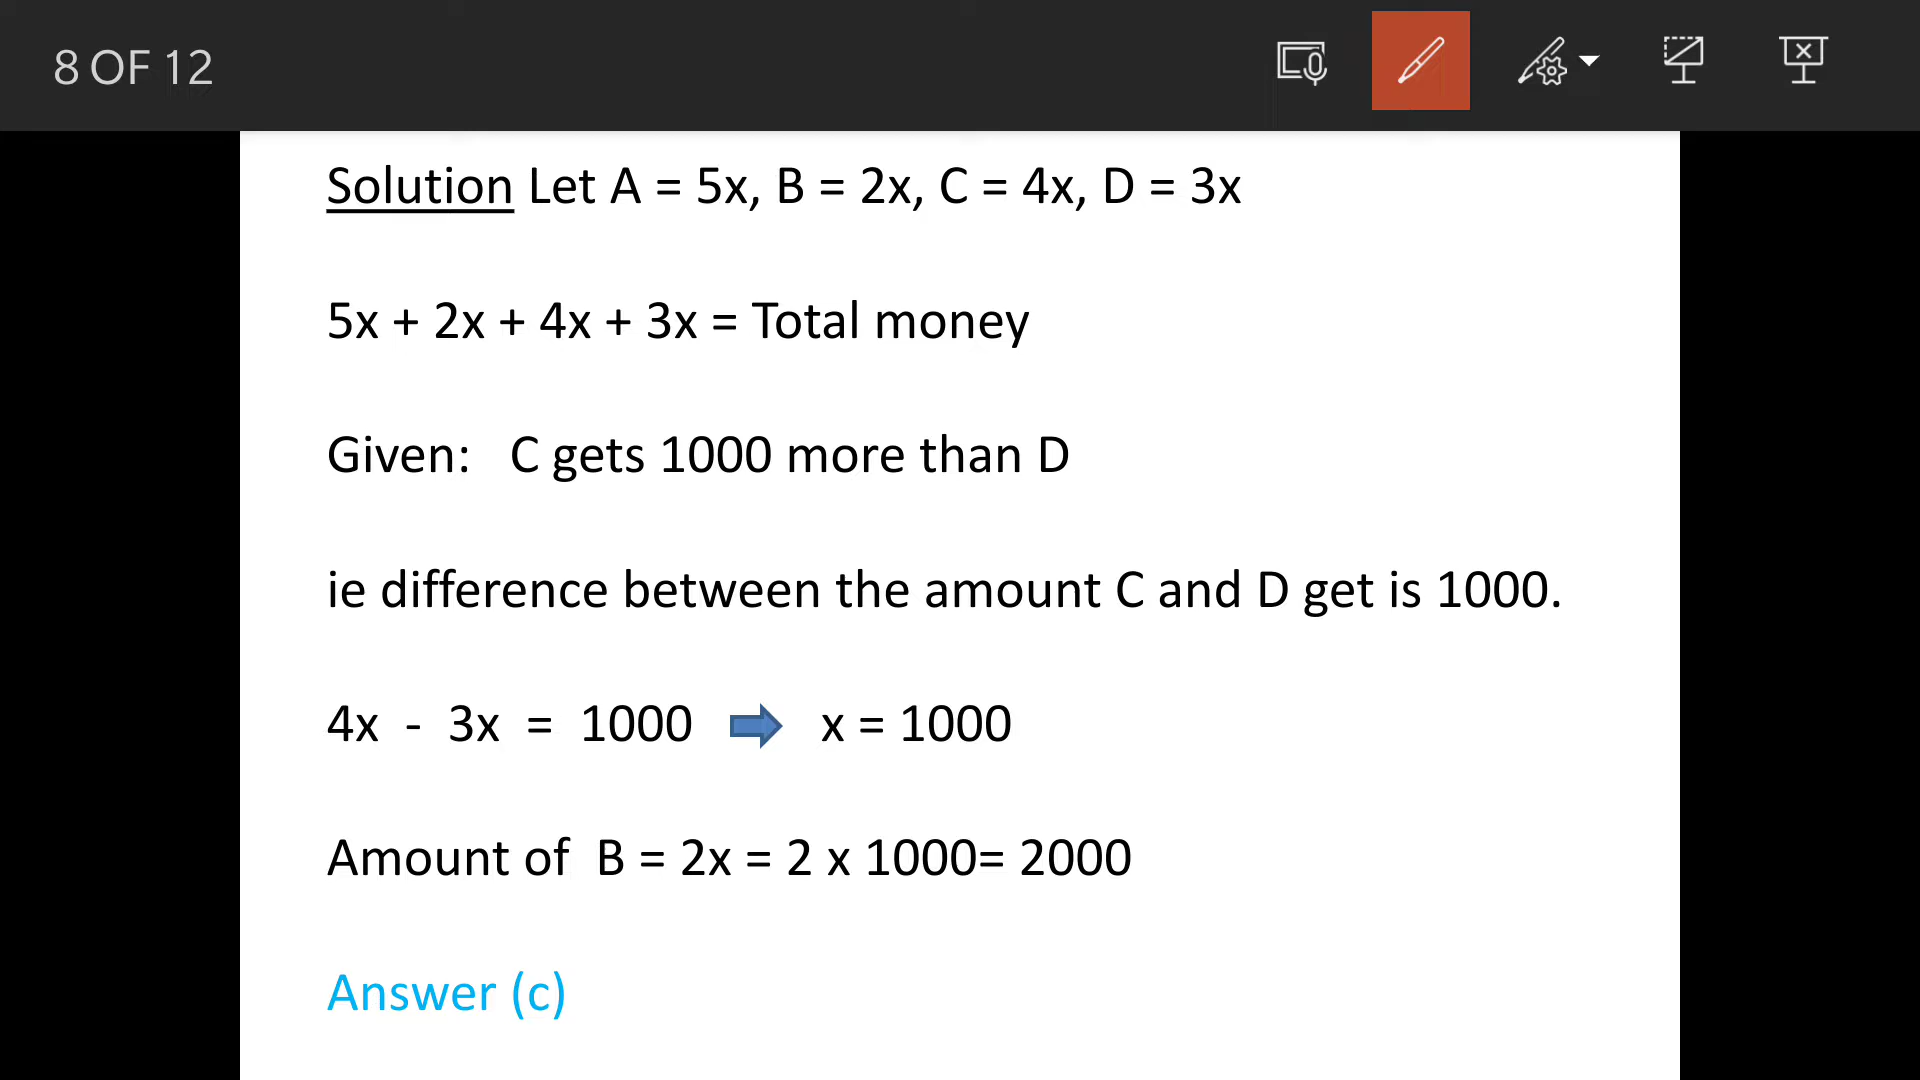 8 OF 12
Solution Let A = 5x, B = 2x, C = 4x, D = 3x
5x + 2x + 4x + 3x = Total money
Given: C gets 1000 more than D
ie difference between the amount C and D get is 1000.
4x - 3x = 1000 x = 1000
Amount of B = 2x = 2 x 1000= 2000
Answer (c)